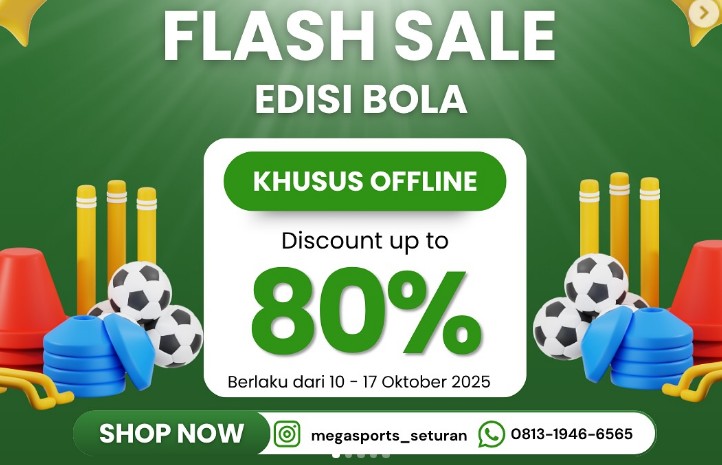 FLASH SALE
EDISI BOLA
KHUSUS OFFLINE
Discount up to
80%
Berlaku dari 10 - 17 Oktober 2025
SHOP NOW megasports_seturan 0813-1946-6565